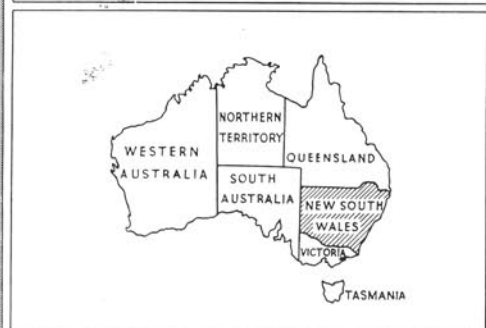 NORTHERN
TERRITORY
WESTERN
AUSTRALIA
QUEENSLAND
SOUTH
AUSTRALIA
NEW SOUTH
WALES
VICTORIA
TASMANIA